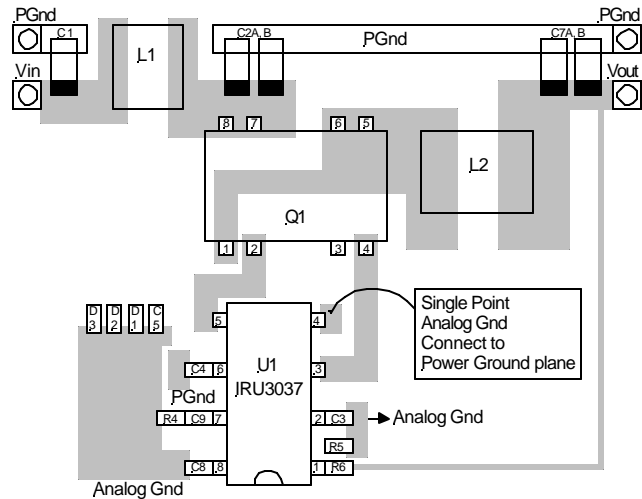 PGnd
PGnd
C1
C2A, B
PGnd
C7A, B
L1
Vin
Vout
8
7
6
5
L2
Q1
1
2
3
4
D3
D2
D1
C5
5
4
Single Point
Analog Gnd
Connect to
Power Ground plane
C4
6
U1
3
PGnd
IRU3037
R4
C9
7
2
C3
Analog Gnd
R5
C8
8
1
R6
Analog Gnd